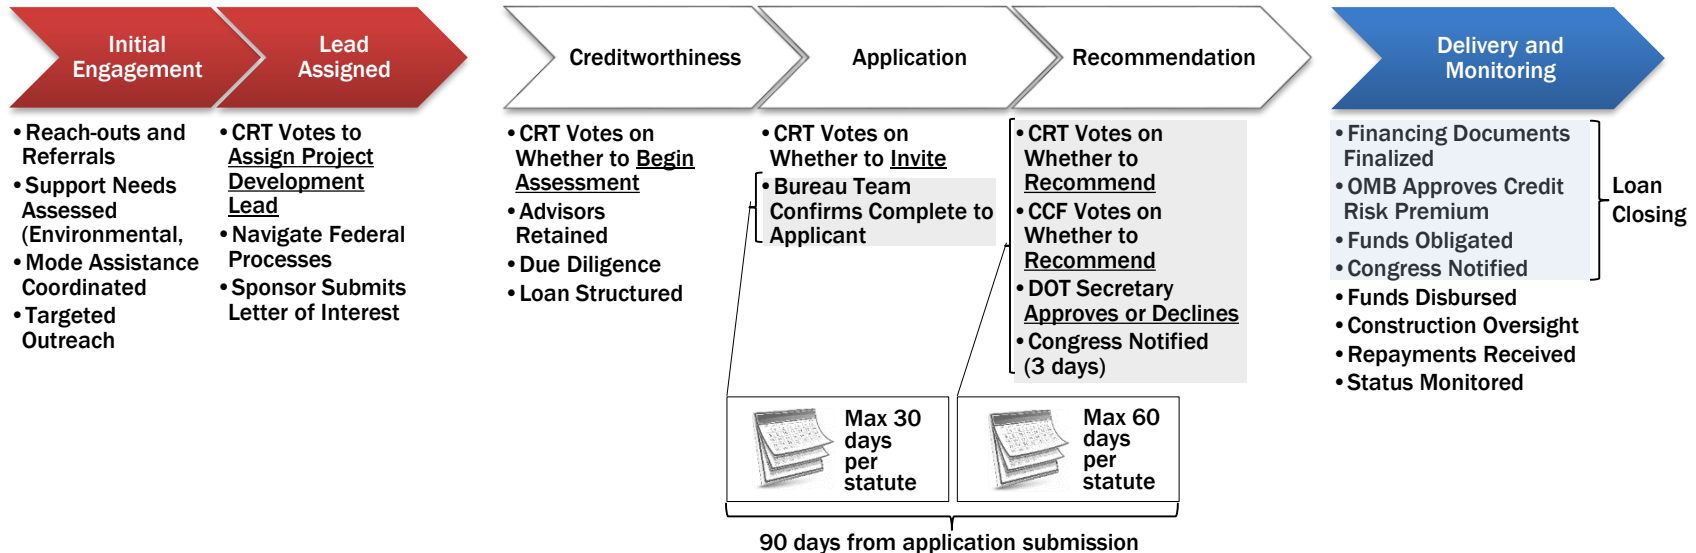 Initial
Engagement
Lead
Assigned
Creditworthiness
Application
Recommendation
Delivery and
Monitoring
•Reach-outs and
Referrals
•Support Needs
Assessed
(Environmental,
•Mode Assistance
Coordinated
•Targeted
Outreach
•CRT Votes to
Assign Project
Development
Lead
•Navigate Federal
Processes
•Sponsor Submits
Letter of Interest
•CRT Votes on
Whether to Begin
Assessment
•Advisors
Retained
•Due Diligence
•Loan Structured
•CRT Votes on
Whether to Invite
•Bureau Team
Confirms Complete to
Applicant
•CRT Votes on
Whether to
Recommend
•CCF Votes on
Whether to
Recommend
•DOT Secretary
Approves or Declines
•Congress Notified
(3 days)
•Financing Documents
Finalized
•OMB Approves Credit
Risk Premium
•Funds Obligated
•Congress Notified
•Funds Disbursed
•Construction Oversight
•Repayments Received
•Status Monitored
Loan
Closing
Max 30
days
per
statute
Max 60
days
per
statute
90 days from application submission